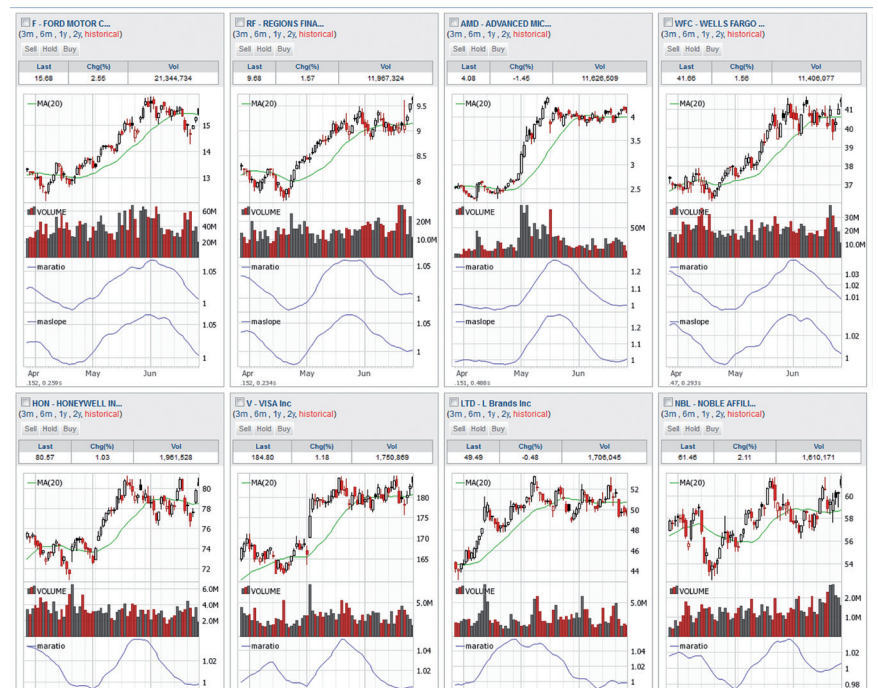 F - FORD MOTOR C...
(3m , 6m , 1y , 2y, historical)
Sell Hold Buy
Last Chg(%) Vol
15.68 2.55 21,344,734
MA(20)
15
14
13
VOLUME
60M
40M
20M
maratio
1.05
1
maslope
1.05
1
Apr May Jun
.152, 0.259s
RF - REGIONS FINA...
(3m , 6m , 1y , 2y, historical)
Sell Hold Buy
Last Chg(%) Vol
9.68 1.57 11,967,324
MA(20)
9.5
9
8.5
8
VOLUME
20M
10.0M
maratio
1.05
1
maslope
1.05
1
Apr May Jun
.152, 0.234s
AMD - ADVANCED MIC...
(3m , 6m , 1y , 2y, historical)
Sell Hold Buy
Last Chg(%) Vol
4.08 -1.45 11,626,509
MA(20)
4
3.5
3
2.5
VOLUME
50M
maratio
1.2
1.1
1
maslope
1.2
1.1
1
Apr May Jun
.151, 0.488s
WFC - WELLS FARGO ...
(3m , 6m , 1y , 2y, historical)
Sell Hold Buy
Last Chg(%) Vol
41.66 1.56 11,406,077
MA(20)
41
40
39
38
37
VOLUME
30M
20M
10.0M
maratio
1.03
1.02
1.01
maslope
1.02
1
Apr May Jun
.47, 0.293s
HON - HONEYWELL IN...
(3m , 6m , 1y , 2y, historical)
Sell Hold Buy
Last Chg(%) Vol
80.57 1.03 1,961,528
MA(20)
80
78
76
74
72
VOLUME
6.0M
4.0M
2.0M
maratio
1.02
1
V - VISA Inc
(3m , 6m , 1y , 2y, historical)
Sell Hold Buy
Last Chg(%) Vol
184.80 1.18 1,750,869
MA(20)
180
175
170
165
VOLUME
5.0M
maratio
1.04
1.02
LTD - L Brands Inc
(3m , 6m , 1y , 2y, historical)
Sell Hold Buy
Last Chg(%) Vol
49.49 -0.48 1,706,045
MA(20)
52
50
48
46
44
VOLUME
5.0M
maratio
1.04
1.02
1
NBL - NOBLE AFFILI...
(3m , 6m , 1y , 2y, historical)
Sell Hold Buy
Last Chg(%) Vol
61.46 2.11 1,610,171
MA(20)
60
58
56
54
VOLUME
2.0M
1.0M
maratio
1.02
1
0.98